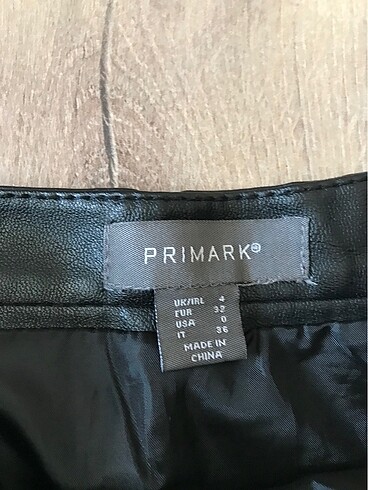 PRIMARK®
UK/IRL 4
EUR 32
USA 0
IT 36
MADE IN
CHINA